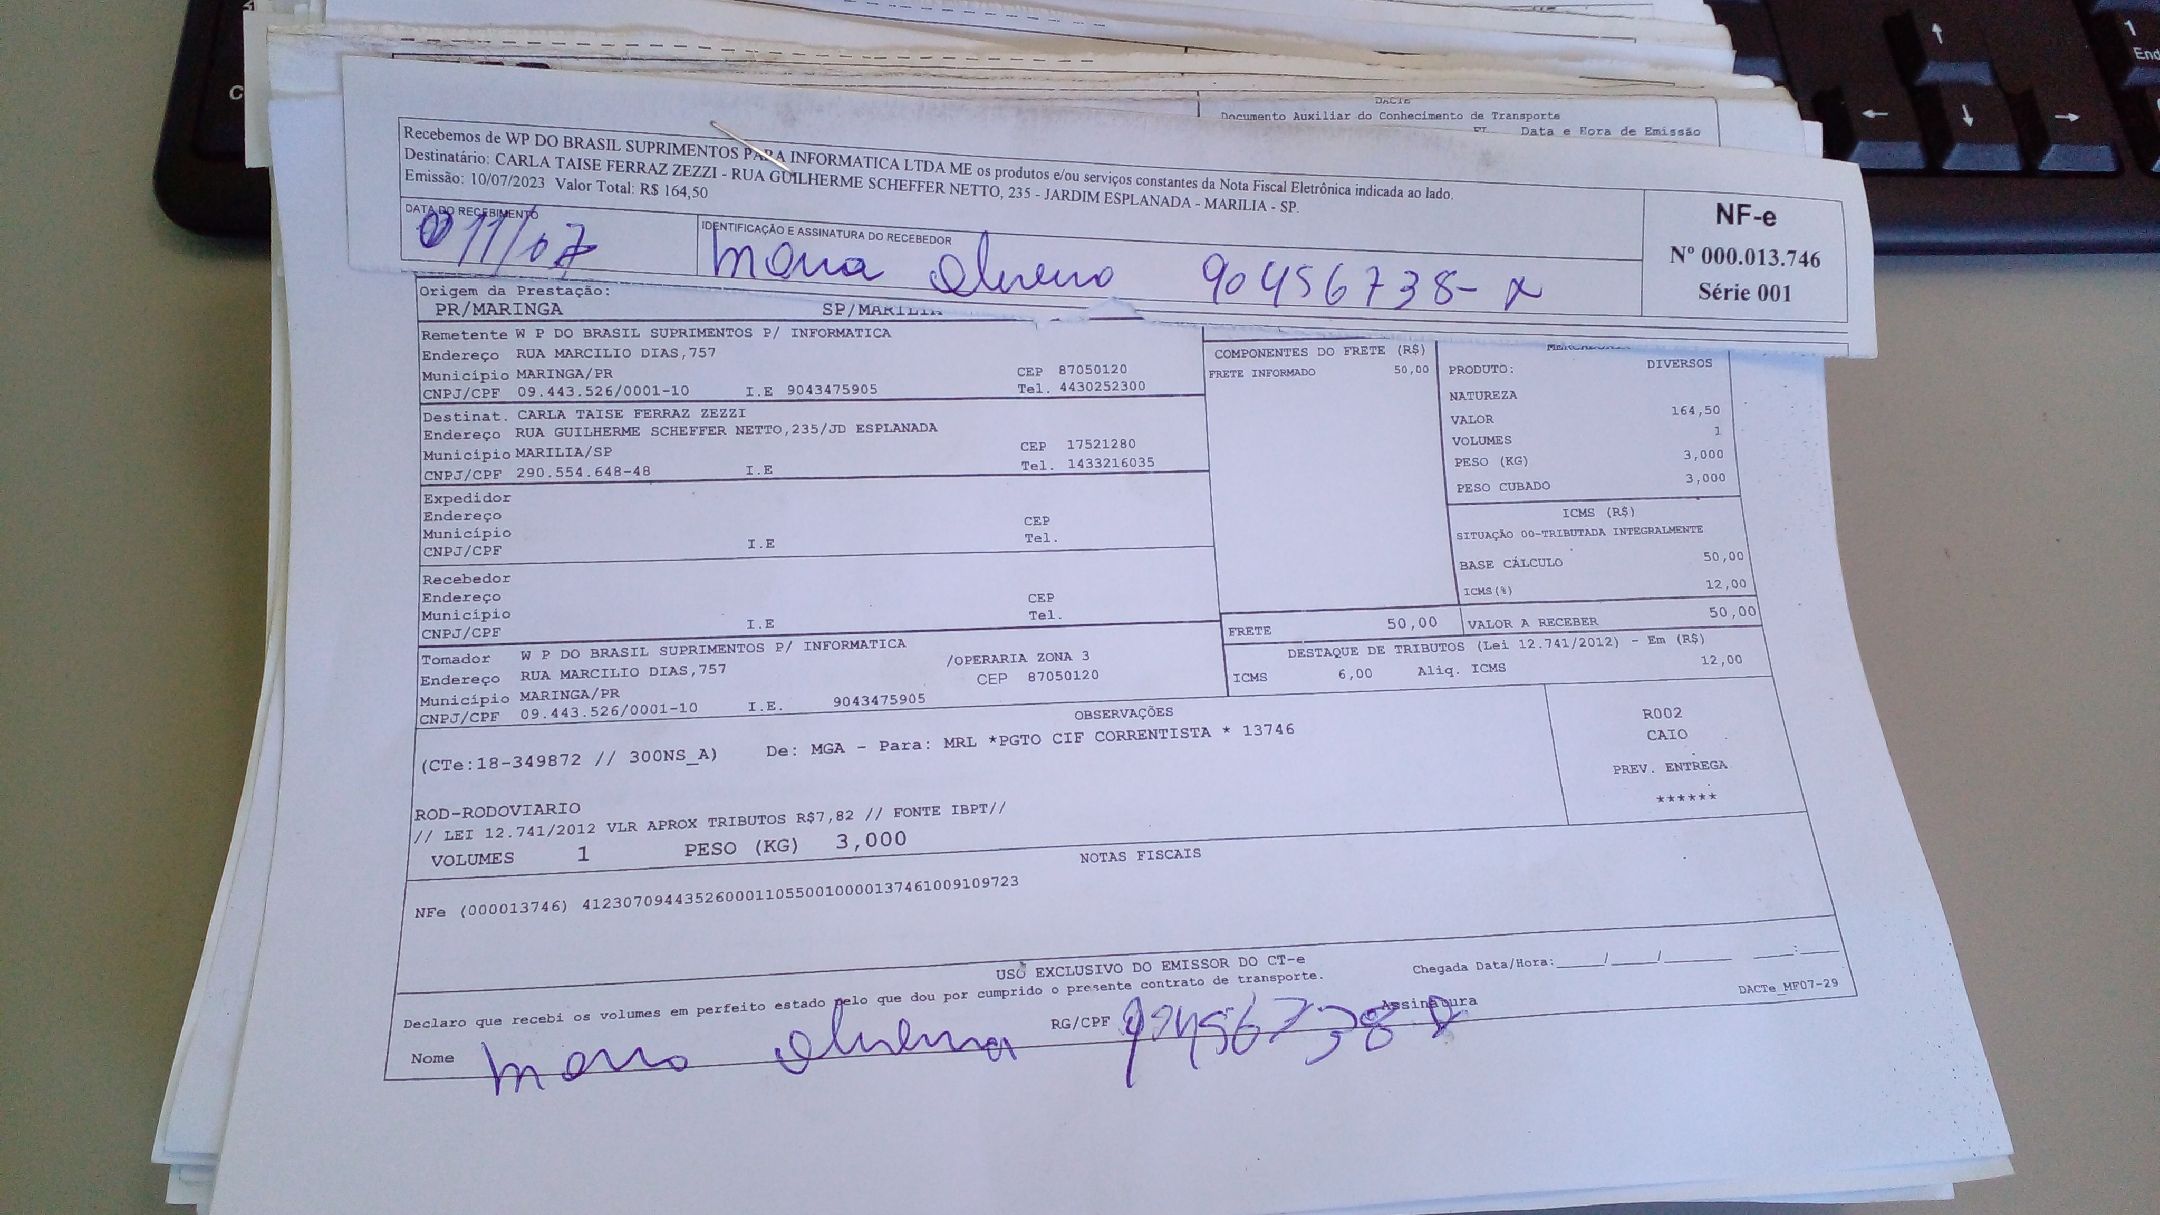 DACTE
Documento Auxiliar do Conhecimento de Transporte
Data e Hora de Emissão
Recebemos de WP DO BRASIL SUPRIMENTOS PARA INFORMATICA LTDA ME os produtos e/ou serviços constantes da Nota Fiscal Eletrônica indicada ao lado.
Destinatário: CARLA TAISE FERRAZ ZEZZI - RUA GUILHERME SCHEFFER NETTO, 235 - JARDIM ESPLANADA - MARILIA - SP.
Emissão: 10/07/2023 Valor Total: R$ 164,50
DATA DO RECEBIMENTO
11/07
IDENTIFICAÇÃO E ASSINATURA DO RECEBEDOR
90456738-x
NF-e
Nº 000.013.746
Série 001
Origem da Prestação:
PR/MARINGA SP/MARILIA
Remetente W P DO BRASIL SUPRIMENTOS P/ INFORMATICA
Endereço RUA MARCILIO DIAS,757
Município MARINGA/PR CEP 87050120
CNPJ/CPF 09.443.526/0001-10 I.E 9043475905 Tel. 4430252300
Destinat. CARLA TAISE FERRAZ ZEZZI
Endereço RUA GUILHERME SCHEFFER NETTO,235/JD ESPLANADA
Município MARILIA/SP CEP 17521280
CNPJ/CPF 290.554.648-48 I.E Tel. 1433216035
Expedidor
Endereço
Município CEP
CNPJ/CPF I.E Tel.
Recebedor
Endereço
Município CEP
CNPJ/CPF I.E Tel.
Tomador W P DO BRASIL SUPRIMENTOS P/ INFORMATICA
Endereço RUA MARCILIO DIAS,757 /OPERARIA ZONA 3
Município MARINGA/PR CEP 87050120
CNPJ/CPF 09.443.526/0001-10 I.E. 9043475905
COMPONENTES DO FRETE (R$)
FRETE INFORMADO 50,00
PRODUTO: DIVERSOS
NATUREZA
VALOR 164,50
VOLUMES 1
PESO (KG) 3,000
PESO CUBADO 3,000
ICMS (R$)
SITUAÇÃO 00-TRIBUTADA INTEGRALMENTE
BASE CÁLCULO 50,00
ICMS(%) 12,00
FRETE 50,00 VALOR A RECEBER 50,00
DESTAQUE DE TRIBUTOS (Lei 12.741/2012) - Em (R$)
ICMS 6,00 Aliq. ICMS 12,00
OBSERVAÇÕES
(CTe:18-349872 // 300NS_A) De: MGA - Para: MRL *PGTO CIF CORRENTISTA * 13746
ROD-RODOVIARIO
// LEI 12.741/2012 VLR APROX TRIBUTOS R$7,82 // FONTE IBPT//
VOLUMES 1 PESO (KG) 3,000
R002
CAIO
PREV. ENTREGA
******
NOTAS FISCAIS
NFe (000013746) 41230709443526000110550010000137461009109723
USO EXCLUSIVO DO EMISSOR DO CT-e
Declaro que recebi os volumes em perfeito estado pelo que dou por cumprido o presente contrato de transporte.
Chegada Data/Hora:_____/_____/________ ____:____
Nome RG/CPF 90456738 Assinatura
DACTe_MF07-29